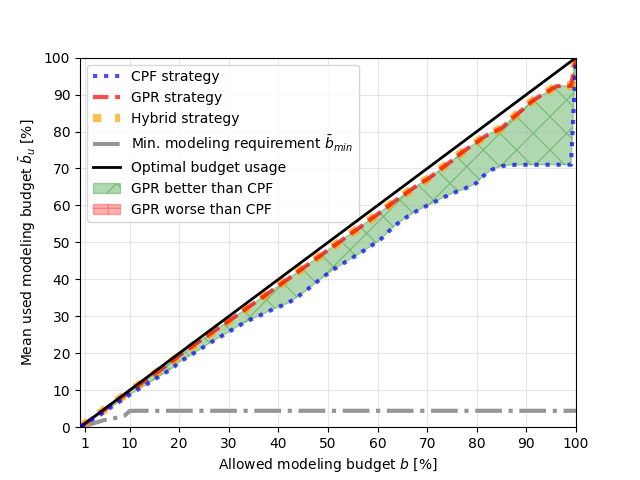 100
90
80
70
60
50
40
30
20
10
0
Mean used modeling budget b̄ᵤ [%]
CPF strategy
GPR strategy
Hybrid strategy
Min. modeling requirement b̄ₘᵢₙ
Optimal budget usage
GPR better than CPF
GPR worse than CPF
1 10 20 30 40 50 60 70 80 90 100
Allowed modeling budget b [%]